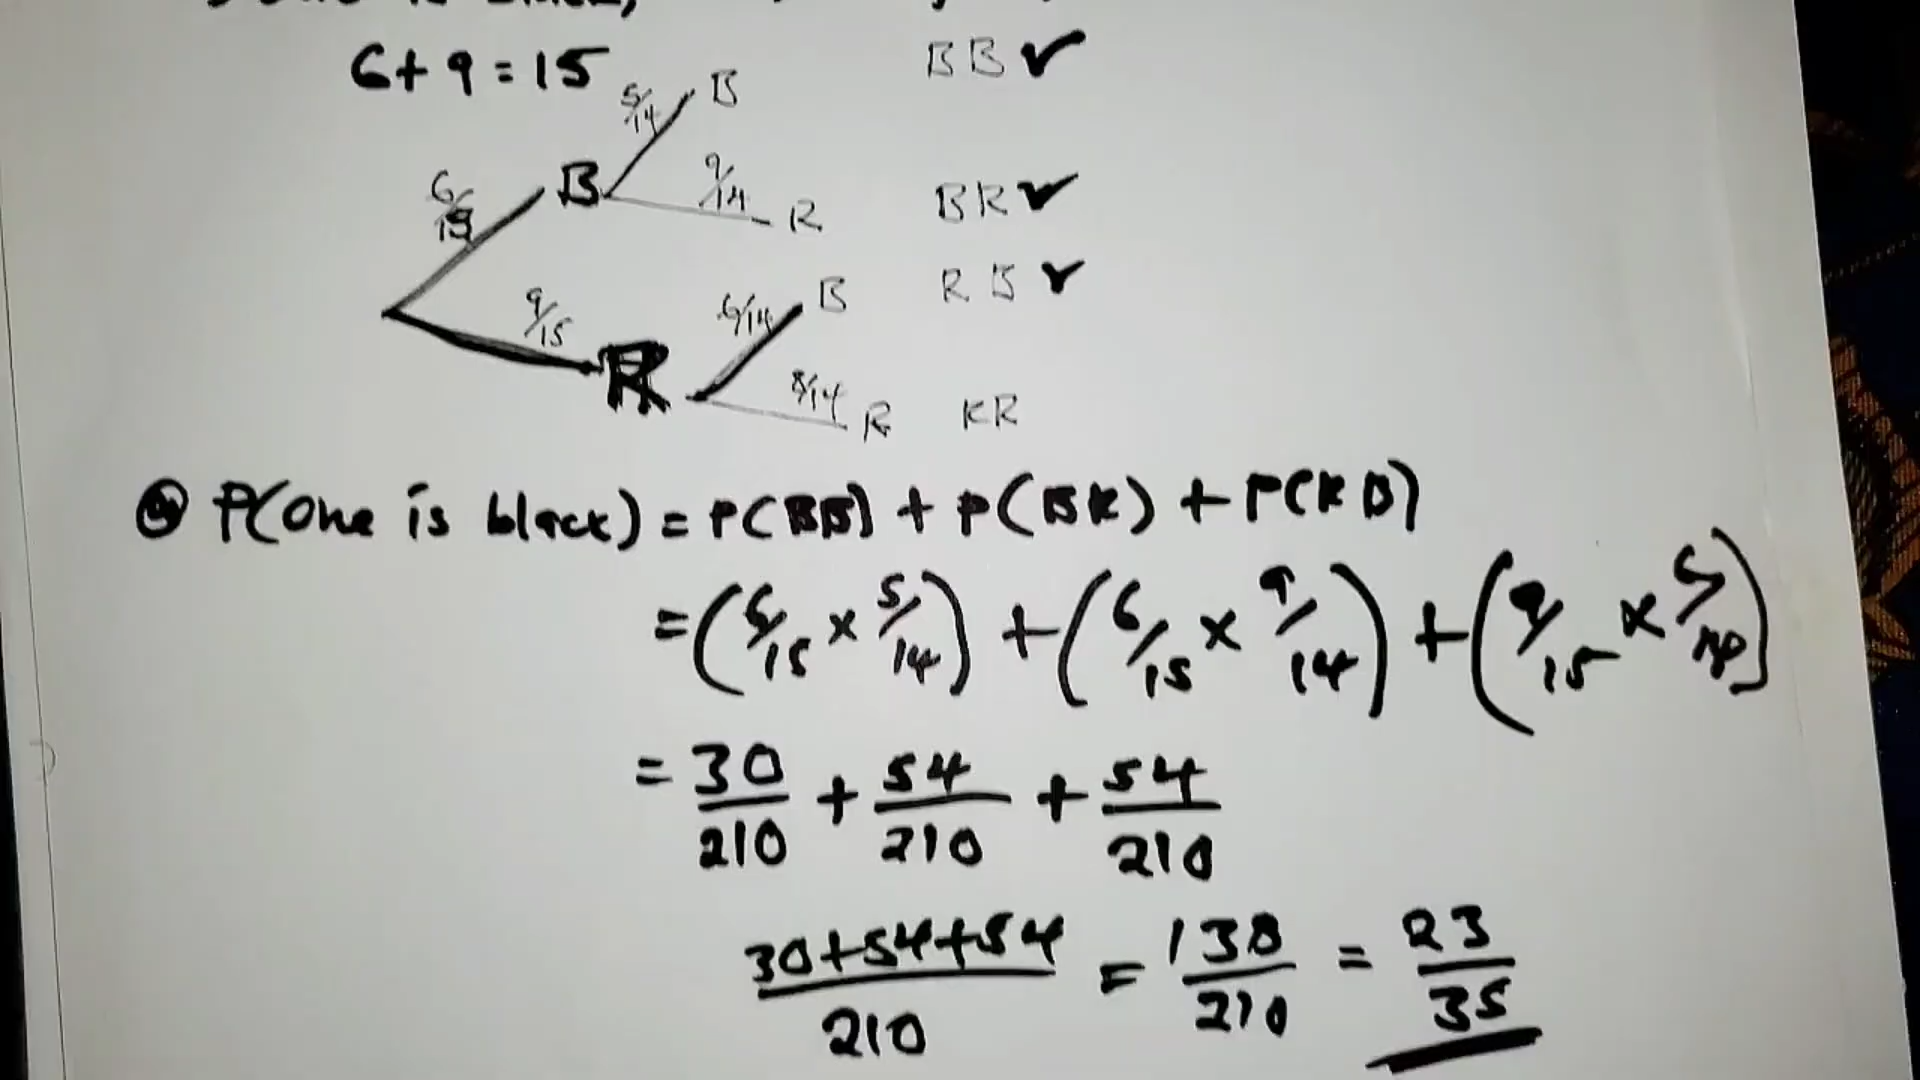 6+9=15
BB ✔
5/14 B
6/15 B 9/14 R
BR ✔
RB ✔
9/15 R 6/14 B
8/14 R RR
P(one is black) = P(BB) + P(BR) + P(RB)
= (6/15 × 5/14) + (6/15 × 9/14) + (9/15 × 6/14)
= 30/210 + 54/210 + 54/210
30+54+54/210 = 138/210 = 23/35